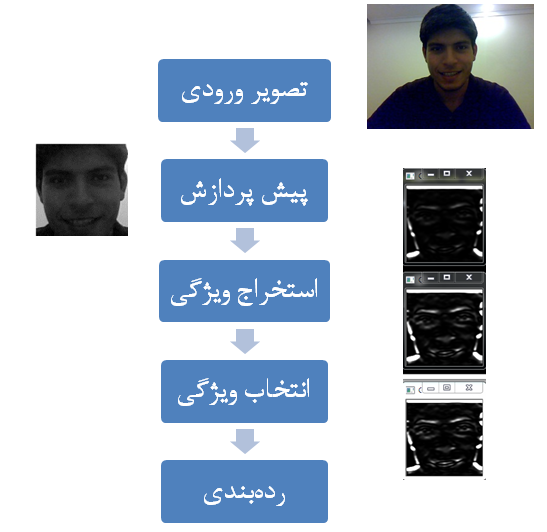 تصویر ورودی
پیش پردازش
استخراج ویژگی
انتخاب ویژگی
رده‌بندی